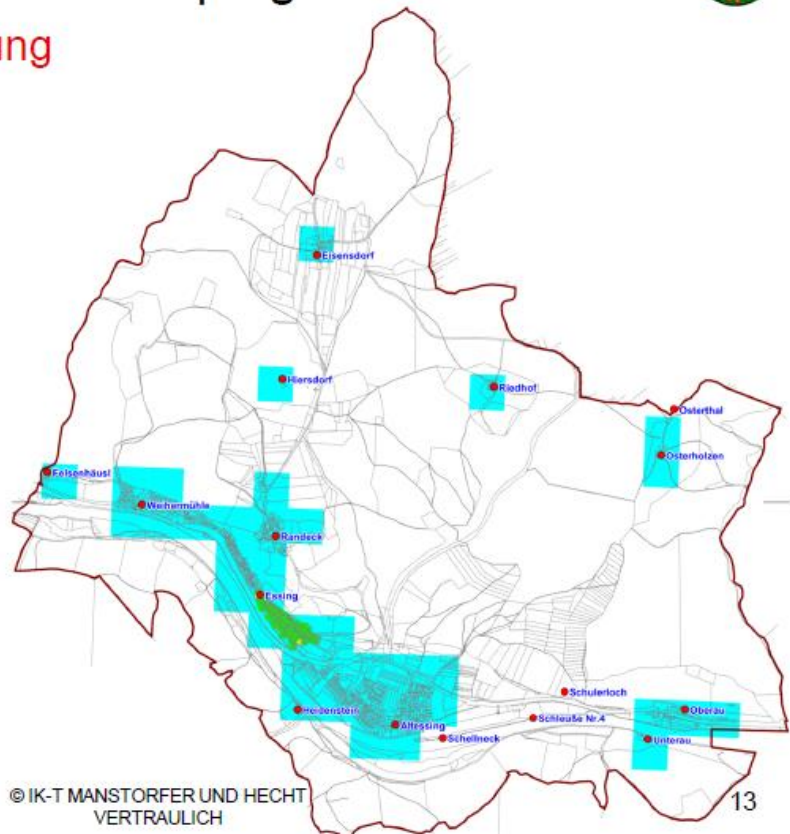 Eisensdorf
Hiersdorf
Riedhof
Osterthal
Osterholzen
Felsenhäusl
Weihermühle
Randeck
Essing
Schulerloch
Heidenstein
Oberau
Schleuße Nr.4
Altessing
Schellneck
Unterau
© IK-T MANSTORFER UND HECHT
VERTRAULICH
13